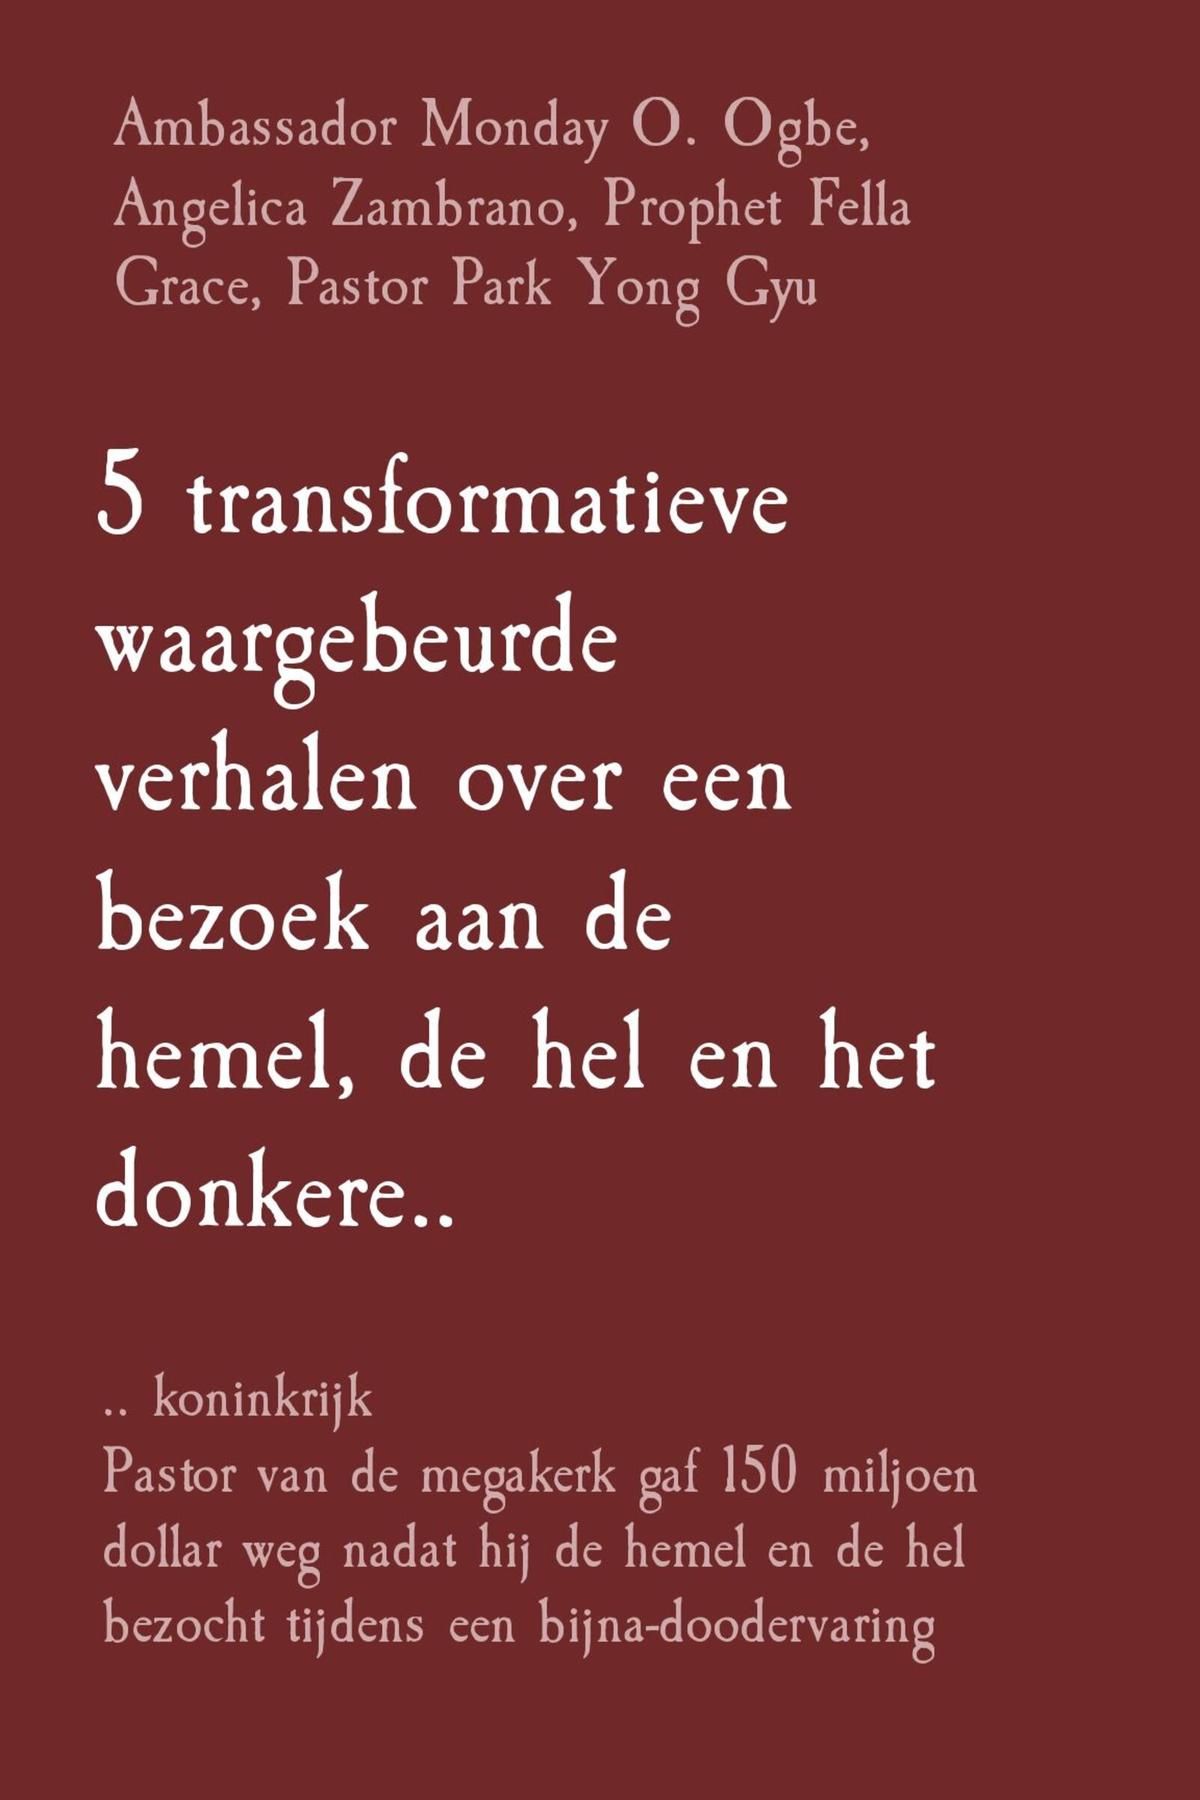 Ambassador Monday O. Ogbe,
Angelica Zambrano, Prophet Fella
Grace, Pastor Park Yong Gyu
5 transformatieve
waargebeurde
verhalen over een
bezoek aan de
hemel, de hel en het
donkere..
.. koninkrijk
Pastor van de megakerk gaf 150 miljoen
dollar weg nadat hij de hemel en de hel
bezocht tijdens een bijna-doodervaring